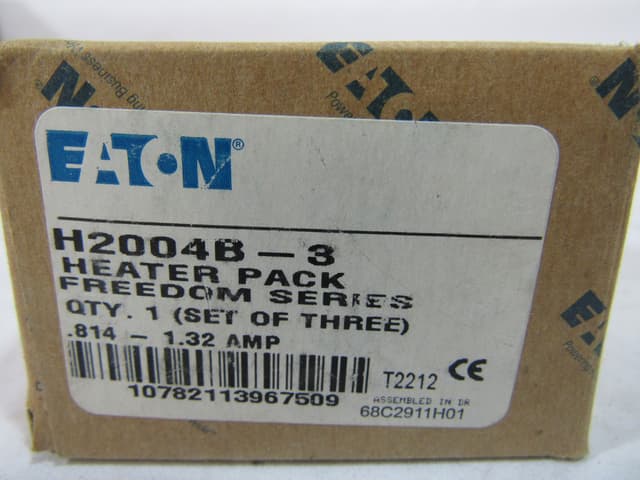 EATON®
H2004B-3
HEATER PACK
FREEDOM SERIES
QTY. 1 (SET OF THREE)
.814 - 1.32 AMP
10782113967509
T2212 CE
ASSEMBLED IN DR
68C2911H01